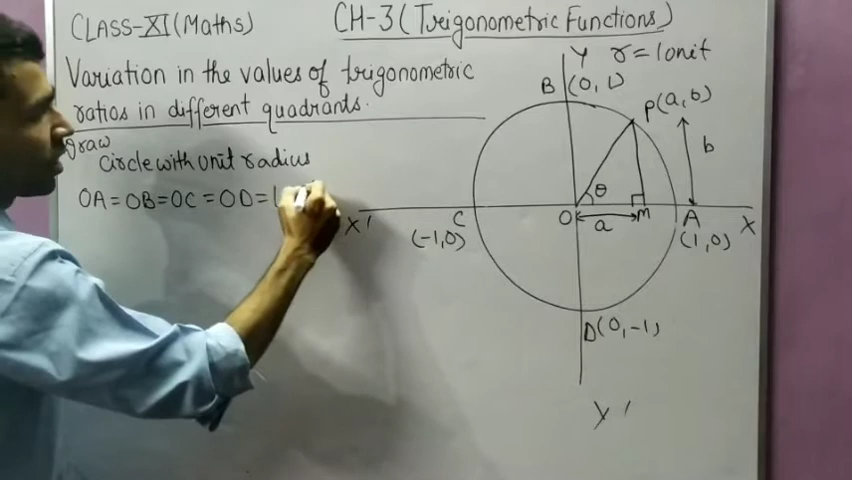 CLASS-XI (Maths)
CH-3 (Trigonometric Functions)
Variation in the values of trigonometric
ratios in different quadrants.
Draw
Circle with unit radius
OA = OB = OC = OD = 1
Y r = 1 unit
B (0, 1)
P(a, b)
b
θ
X' C O M A X
(-1, 0) a (1, 0)
D(0, -1)
Y'